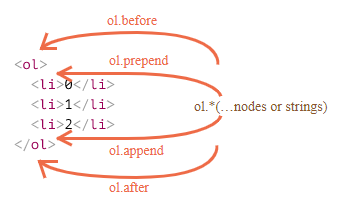 ol.before
<ol>
ol.prepend
<li>0</li>
<li>1</li>
ol.*(…nodes or strings)
<li>2</li>
</ol>
ol.append
ol.after